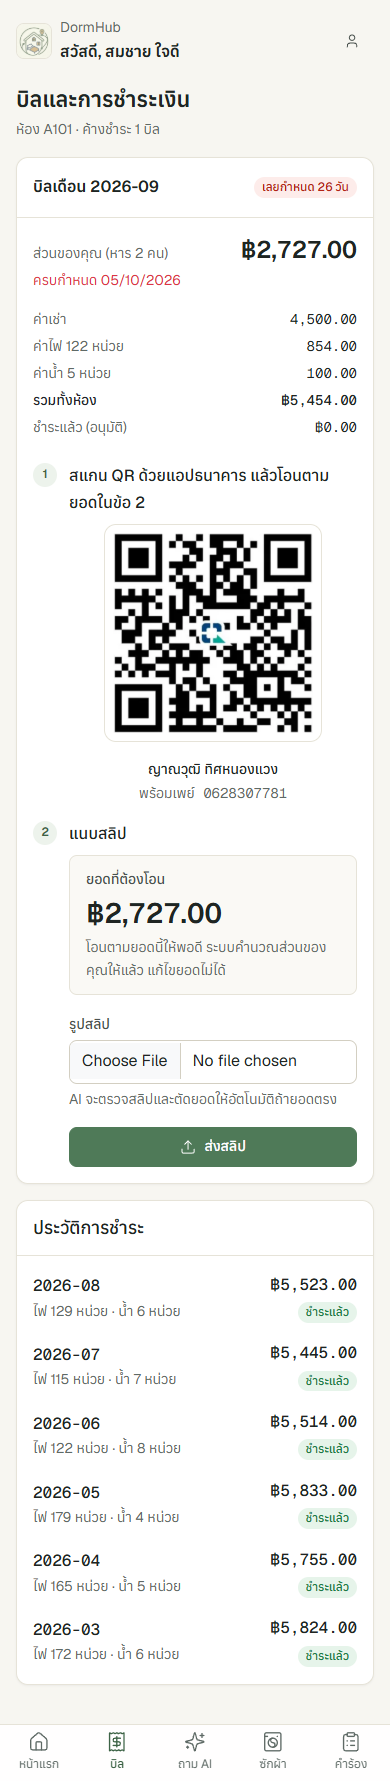 DormHub
สวัสดี, สมชาย ใจดี
บิลและการชำระเงิน
ห้อง A101 · ค้างชำระ 1 บิล
บิลเดือน 2026-09
เลยกำหนด 26 วัน
ส่วนของคุณ (หาร 2 คน) ฿2,727.00
ครบกำหนด 05/10/2026
ค่าเช่า 4,500.00
ค่าไฟ 122 หน่วย 854.00
ค่าน้ำ 5 หน่วย 100.00
รวมทั้งห้อง ฿5,454.00
ชำระแล้ว (อนุมัติ) ฿0.00
1 สแกน QR ด้วยแอปธนาคาร แล้วโอนตาม
ยอดในข้อ 2
ญาณวุฒิ ทิศหนองแวง
พร้อมเพย์ 0628307781
2 แนบสลิป
ยอดที่ต้องโอน
฿2,727.00
โอนตามยอดนี้ให้พอดี ระบบคำนวณส่วนของ
คุณให้แล้ว แก้ไขยอดไม่ได้
รูปสลิป
Choose File No file chosen
AI จะตรวจสลิปและตัดยอดให้อัตโนมัติถ้ายอดตรง
ส่งสลิป
ประวัติการชำระ
2026-08 ฿5,523.00
ไฟ 129 หน่วย · น้ำ 6 หน่วย ชำระแล้ว
2026-07 ฿5,445.00
ไฟ 115 หน่วย · น้ำ 7 หน่วย ชำระแล้ว
2026-06 ฿5,514.00
ไฟ 122 หน่วย · น้ำ 8 หน่วย ชำระแล้ว
2026-05 ฿5,833.00
ไฟ 179 หน่วย · น้ำ 4 หน่วย ชำระแล้ว
2026-04 ฿5,755.00
ไฟ 165 หน่วย · น้ำ 5 หน่วย ชำระแล้ว
2026-03 ฿5,824.00
ไฟ 172 หน่วย · น้ำ 6 หน่วย ชำระแล้ว
หน้าแรก บิล ถาม AI ซักผ้า คำร้อง